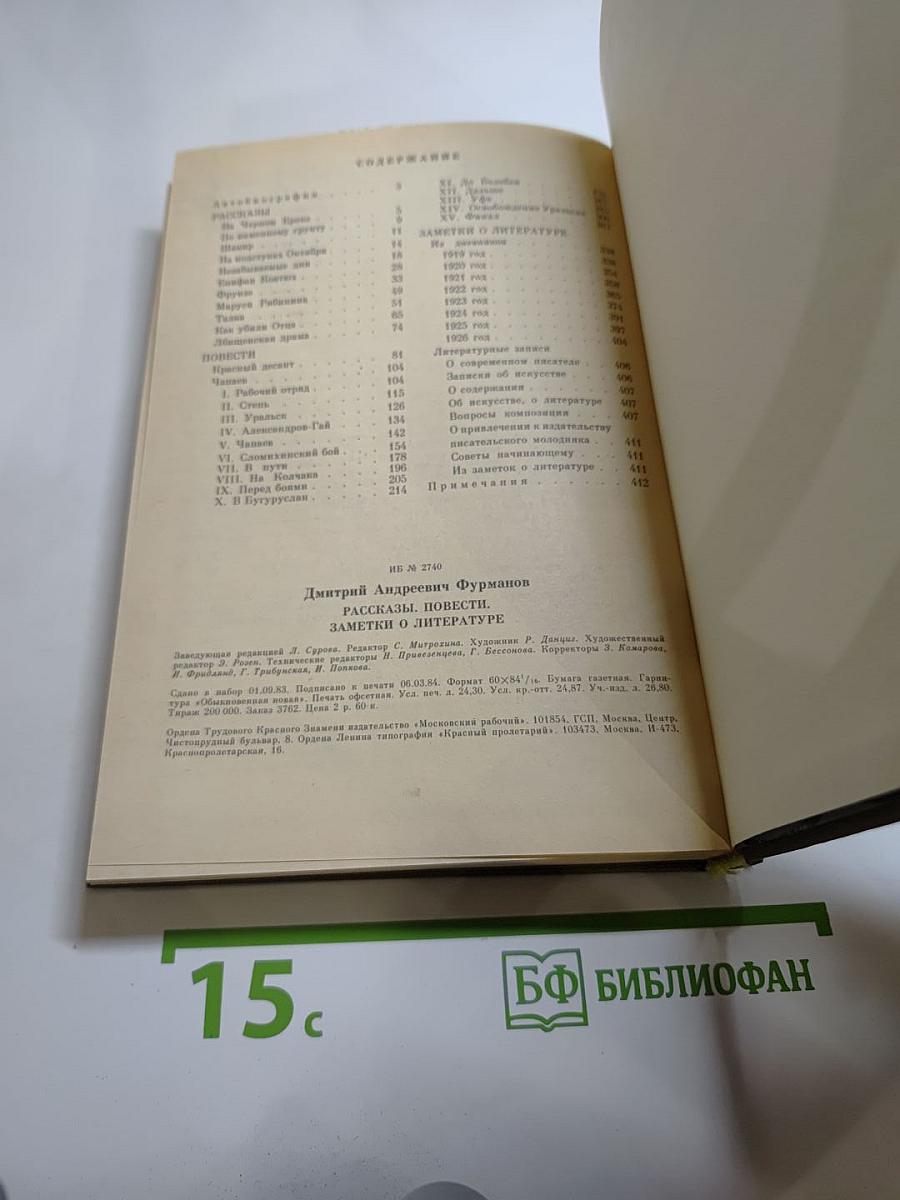 СОДЕРЖАНИЕ
Автобиография . . . . 3
РАССКАЗЫ
На Черном Ереке . . . 5
По каменному грунту . . . 9
Шакир . . . 11
На подступах Октября . . . 14
Незабываемые дни . . . 18
Епифан Ковтюх . . . 28
Фрунзе . . . 33
Маруся Рябинина . . . 49
Талка . . . 51
Как убили Отца . . . 65
Лбищенская драма . . . 74
ПОВЕСТИ
Красный десант . . . 81
Чапаев . . . 104
I. Рабочий отряд . . . 104
II. Степь . . . 115
III. Уральск . . . 126
IV. Александров-Гай . . . 134
V. Чапаев . . . 142
VI. Сломихинский бой . . . 154
VII. В пути . . . 178
VIII. На Колчака . . . 196
IX. Перед боями . . . 205
X. В Бугуруслан . . . 214
XI. До Белебея
XII. Дальше
XIII. Уфа
XIV. Освобождение Уральска
XV. Финал
ЗАМЕТКИ О ЛИТЕРАТУРЕ
Из дневников
1919 год
1920 год
1921 год
1922 год
1923 год
1924 год
1925 год . . . 397
1926 год . . . 404
Литературные записи
О современном писателе . . . 406
Записки об искусстве . . . 406
О содержании . . . 407
Об искусстве, о литературе 407
Вопросы композиции . . . 407
О привлечении к издательству
писательского молодняка . . 411
Советы начинающему . . . 411
Из заметок о литературе . . 411
Примечания . . . 412
ИБ № 2740
Дмитрий Андреевич Фурманов
РАССКАЗЫ. ПОВЕСТИ.
ЗАМЕТКИ О ЛИТЕРАТУРЕ
Заведующая редакцией Л. Сурова. Редактор С. Митрохина. Художник Р. Данциг. Художественный
редактор Э. Розен. Технические редакторы Н. Привезенцева, Г. Бессонова. Корректоры З. Комарова,
И. Фридлянд, Г. Трибунская, И. Попкова.
Сдано в набор 01.09.83. Подписано к печати 06.03.84. Формат 60×84¹/₁₆. Бумага газетная. Гарни-
тура «Обыкновенная новая». Печать офсетная. Усл. печ. л. 24,30. Усл. кр.-отт. 24,87. Уч.-изд. л. 26,80.
Тираж 200 000. Заказ 3762. Цена 2 р. 60 к.
Ордена Трудового Красного Знамени издательство «Московский рабочий». 101854, ГСП, Москва, Центр,
Чистопрудный бульвар, 8. Ордена Ленина типография «Красный пролетарий». 103473, Москва, И-473,
Краснопролетарская, 16.
15 с
БФ БИБЛИОФАН